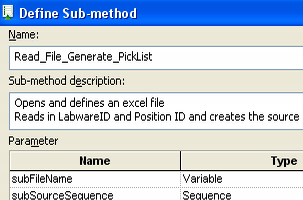 Define Sub-method
Name:
Read_File_Generate_PickList
Sub-method description:
Opens and defines an excel file
Reads in LabwareID and Position ID and creates the source
Parameter
Name Type
subFileName Variable
subSourceSequence Sequence